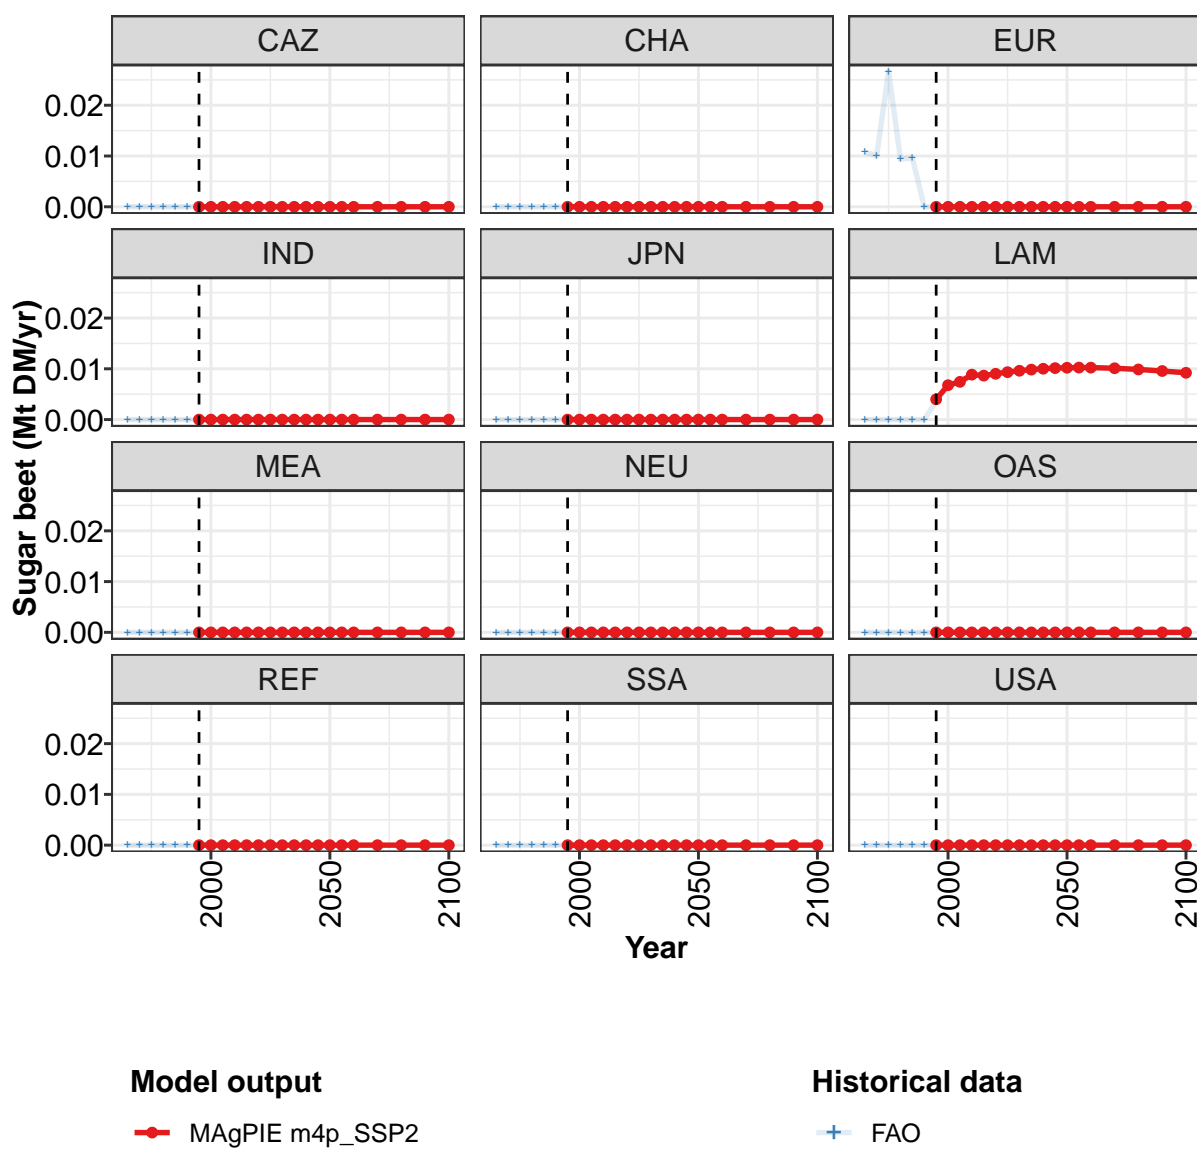 CAZ CHA EUR
0.02
0.01
0.00
IND JPN LAM
0.02
0.01
0.00
MEA NEU OAS
0.02
0.01
0.00
REF SSA USA
0.02
0.01
0.00
Sugar beet (Mt DM/yr)
2000 2050 2100 2000 2050 2100 2000 2050 2100
Year
Model output Historical data
MAgPIE m4p_SSP2 FAO